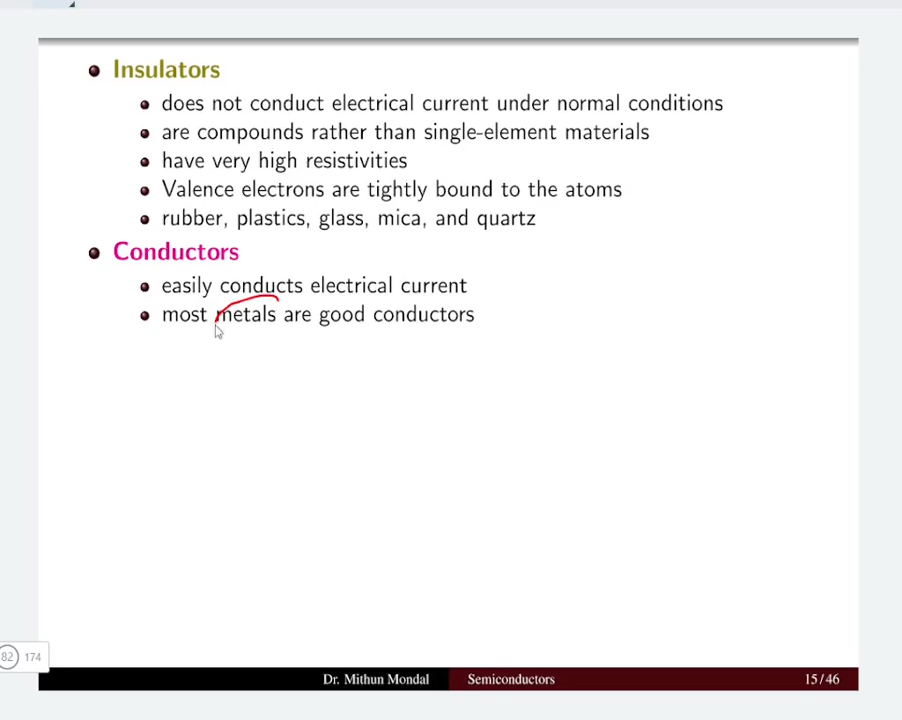 Insulators
does not conduct electrical current under normal conditions
are compounds rather than single-element materials
have very high resistivities
Valence electrons are tightly bound to the atoms
rubber, plastics, glass, mica, and quartz
Conductors
easily conducts electrical current
most metals are good conductors
82 174
Dr. Mithun Mondal Semiconductors 15/46